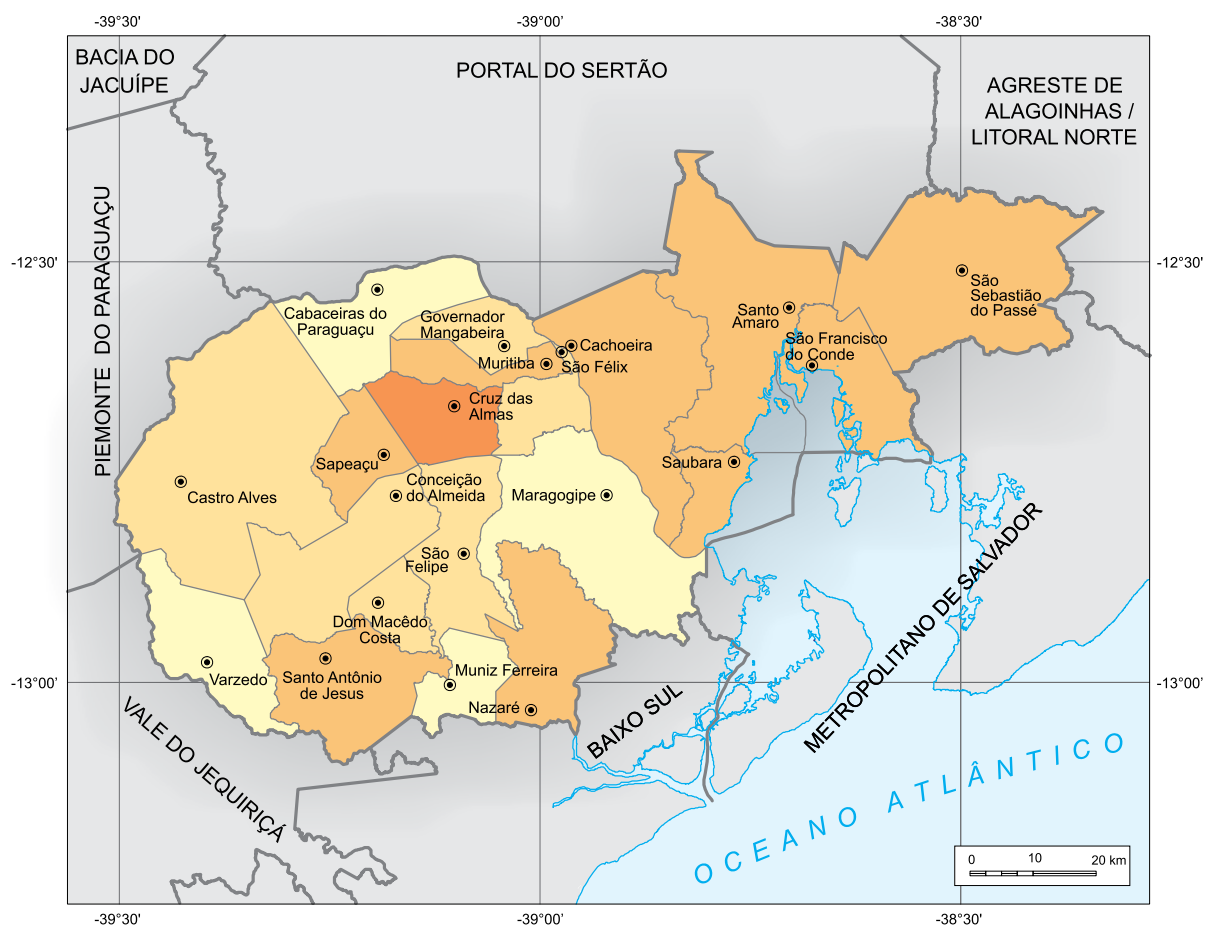 -39°30'
-39°00'
-38°30'
BACIA DO
JACUÍPE
PORTAL DO SERTÃO
AGRESTE DE
ALAGOINHAS /
LITORAL NORTE
PIEMONTE DO PARAGUAÇU
-12°30'
-12°30'
Cabaceiras do
Paraguaçu
Governador
Mangabeira
Muritiba
Cachoeira
São Félix
Santo
Amaro
São
Sebastião
do Passé
São Francisco
do Conde
Cruz das
Almas
Sapeaçu
Saubara
Castro Alves
Conceição
do Almeida
Maragogipe
São
Felipe
Dom Macêdo
Costa
Varzedo
Santo Antônio
de Jesus
Muniz Ferreira
Nazaré
-13°00'
-13°00'
VALE DO JEQUIRIÇÁ
BAIXO SUL
METROPOLITANO DE SALVADOR
OCEANO ATLÂNTICO
0 10 20 km
-39°30'
-39°00'
-38°30'